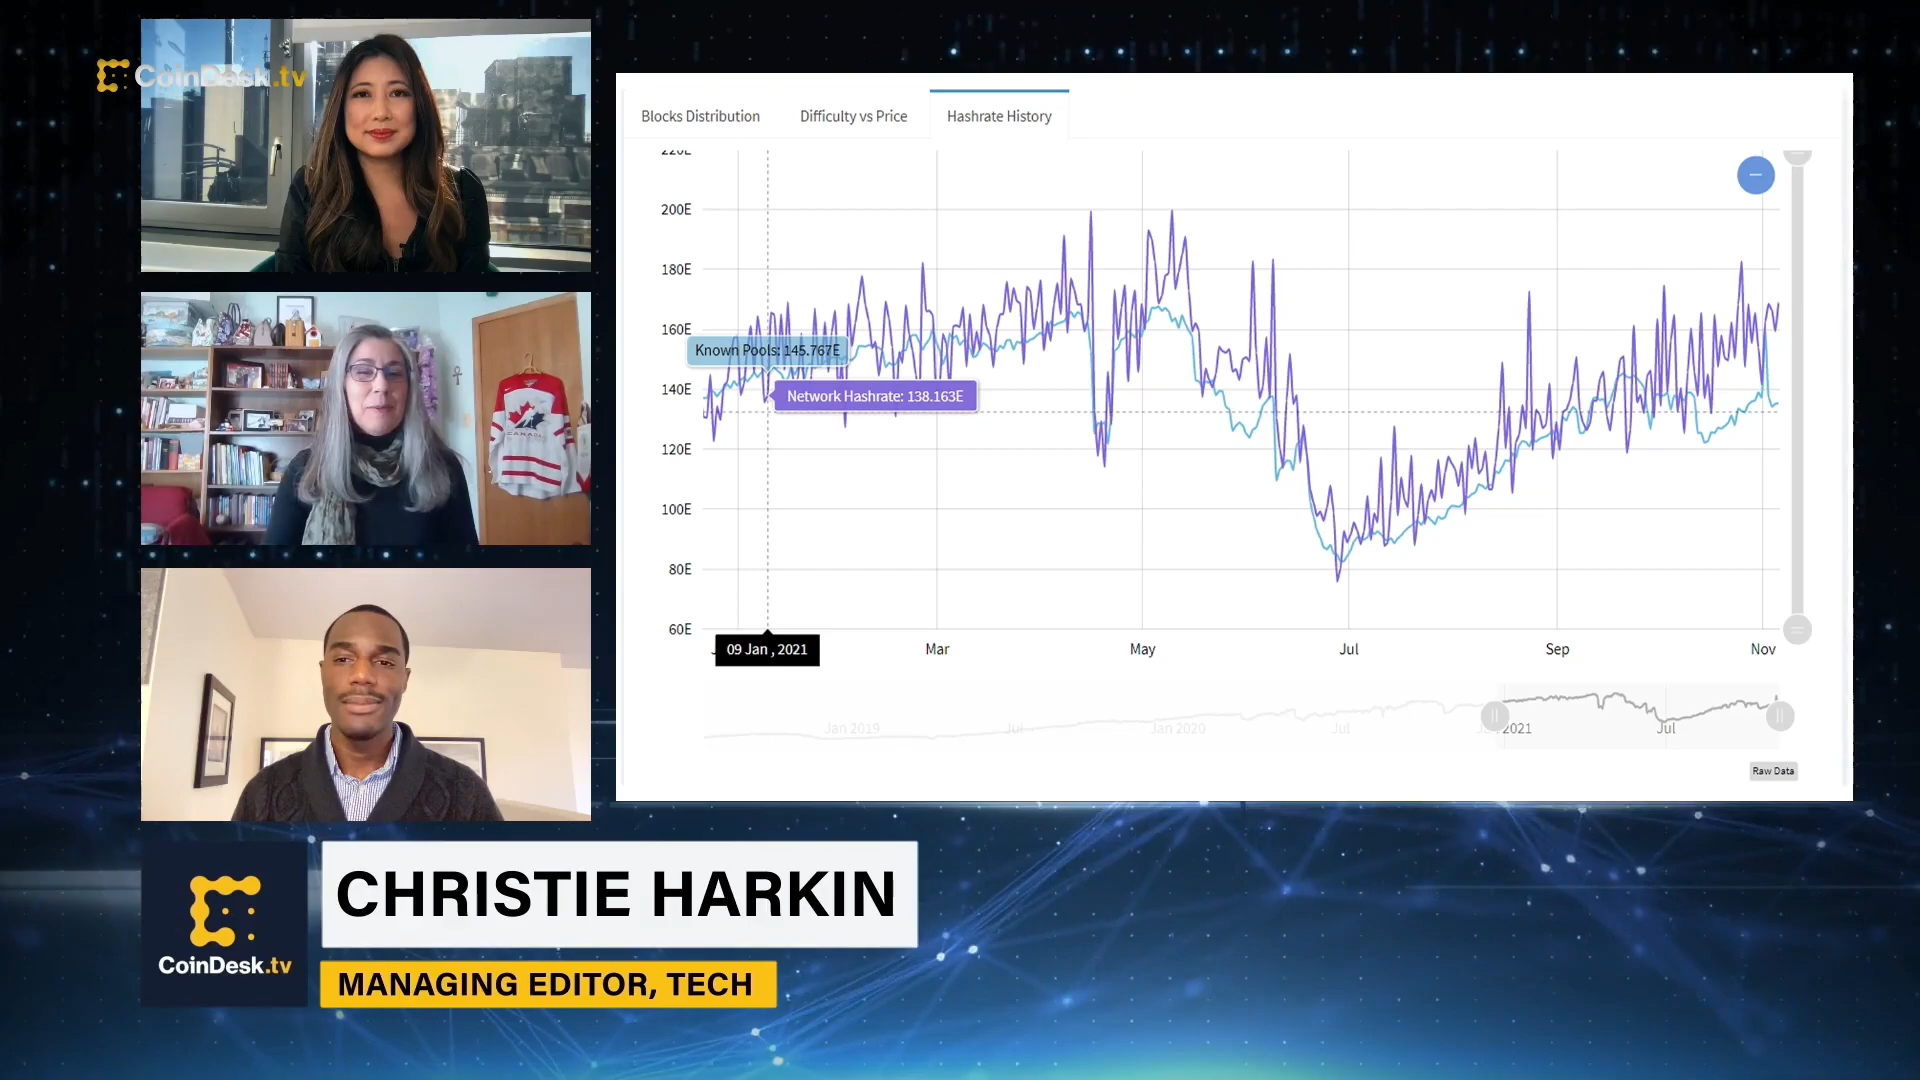 CoinDesk.tv
CANADA
Blocks Distribution
Difficulty vs Price
Hashrate History
220E
200E
180E
160E
140E
120E
100E
80E
60E
Known Pools: 145.767E
Network Hashrate: 138.163E
09 Jan , 2021
Mar
May
Jul
Sep
Nov
Jan 2019
Jul
Jan 2020
Jul
2021
Jul
Raw Data
CHRISTIE HARKIN
MANAGING EDITOR, TECH
CoinDesk.tv